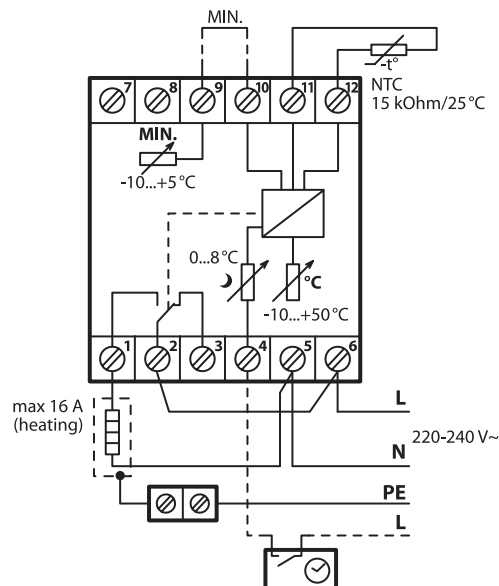 MIN.
7 8 9 10 11 12
-t°
NTC
15 kOhm/25 °C
MIN.
-10...+5 °C
0...8 °C
°C
-10...+50 °C
1 2 3 4 5 6
max 16 A
(heating)
L
220-240 V~
N
PE
L